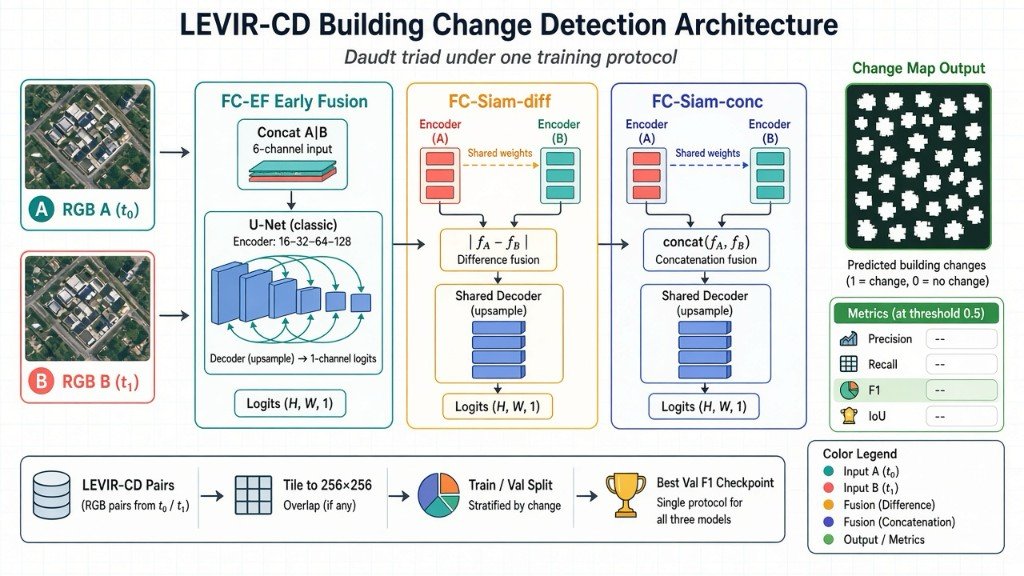 LEVIR-CD Building Change Detection Architecture
Daudt triad under one training protocol
A RGB A (t₀)
B RGB B (t₁)
FC-EF Early Fusion
Concat A|B
6-channel input
U-Net (classic)
Encoder: 16–32–64–128
Decoder (upsample) → 1-channel logits
Logits (H, W, 1)
FC-Siam-diff
Encoder
(A)
Encoder
(B)
Shared weights
| f_A − f_B |
Difference fusion
Shared Decoder
(upsample)
Logits (H, W, 1)
FC-Siam-conc
Encoder
(A)
Encoder
(B)
Shared weights
concat(f_A, f_B)
Concatenation fusion
Shared Decoder
(upsample)
Logits (H, W, 1)
Change Map Output
Predicted building changes
(1 = change, 0 = no change)
Metrics (at threshold 0.5)
Precision --
Recall --
F1 --
IoU --
LEVIR-CD Pairs
(RGB pairs from t₀ / t₁)
Tile to 256×256
Overlap (if any)
Train / Val Split
Stratified by change
Best Val F1 Checkpoint
Single protocol for
all three models
Color Legend
Input A (t₀)
Input B (t₁)
Fusion (Difference)
Fusion (Concatenation)
Output / Metrics